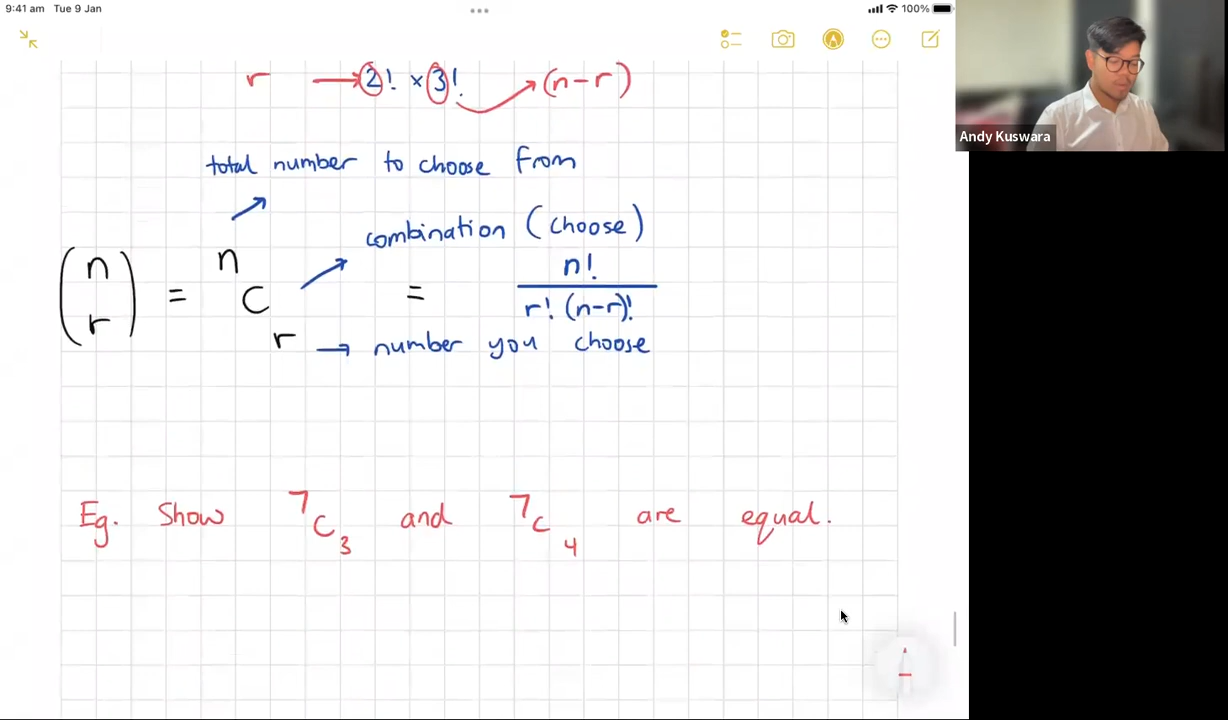 9:41 am Tue 9 Jan
100%
r → 2! × 3! → (n-r)
total number to choose from
combination (choose)
(n r) = nCr = n! / r! (n-r)!
r → number you choose
Eg. Show ⁷C₃ and ⁷C₄ are equal.
Andy Kuswara